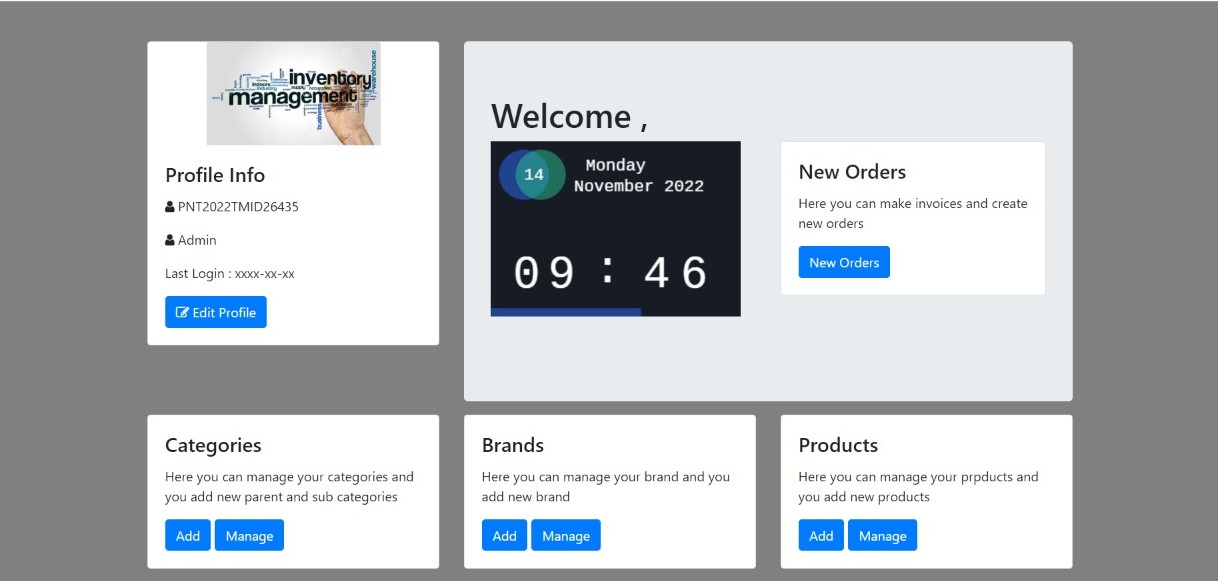 inventory
management
warehouse
business
industry
supply
Profile Info
PNT2022TMID26435
Admin
Last Login : xxxx-xx-xx
Edit Profile
Welcome ,
14
Monday
November 2022
09 : 46
New Orders
Here you can make invoices and create
new orders
New Orders
Categories
Here you can manage your categories and
you add new parent and sub categories
Add
Manage
Brands
Here you can manage your brand and you
add new brand
Add
Manage
Products
Here you can manage your prpducts and
you add new products
Add
Manage